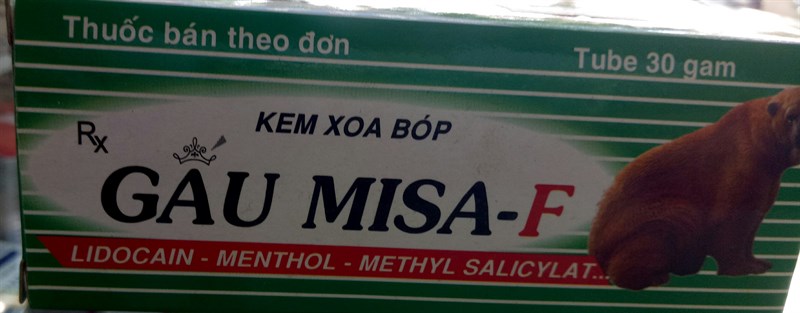 Thuốc bán theo đơn
Tube 30 gam
Rx
KEM XOA BÓP
GẤU MISA-F
LIDOCAIN - MENTHOL - METHYL SALICYLAT...